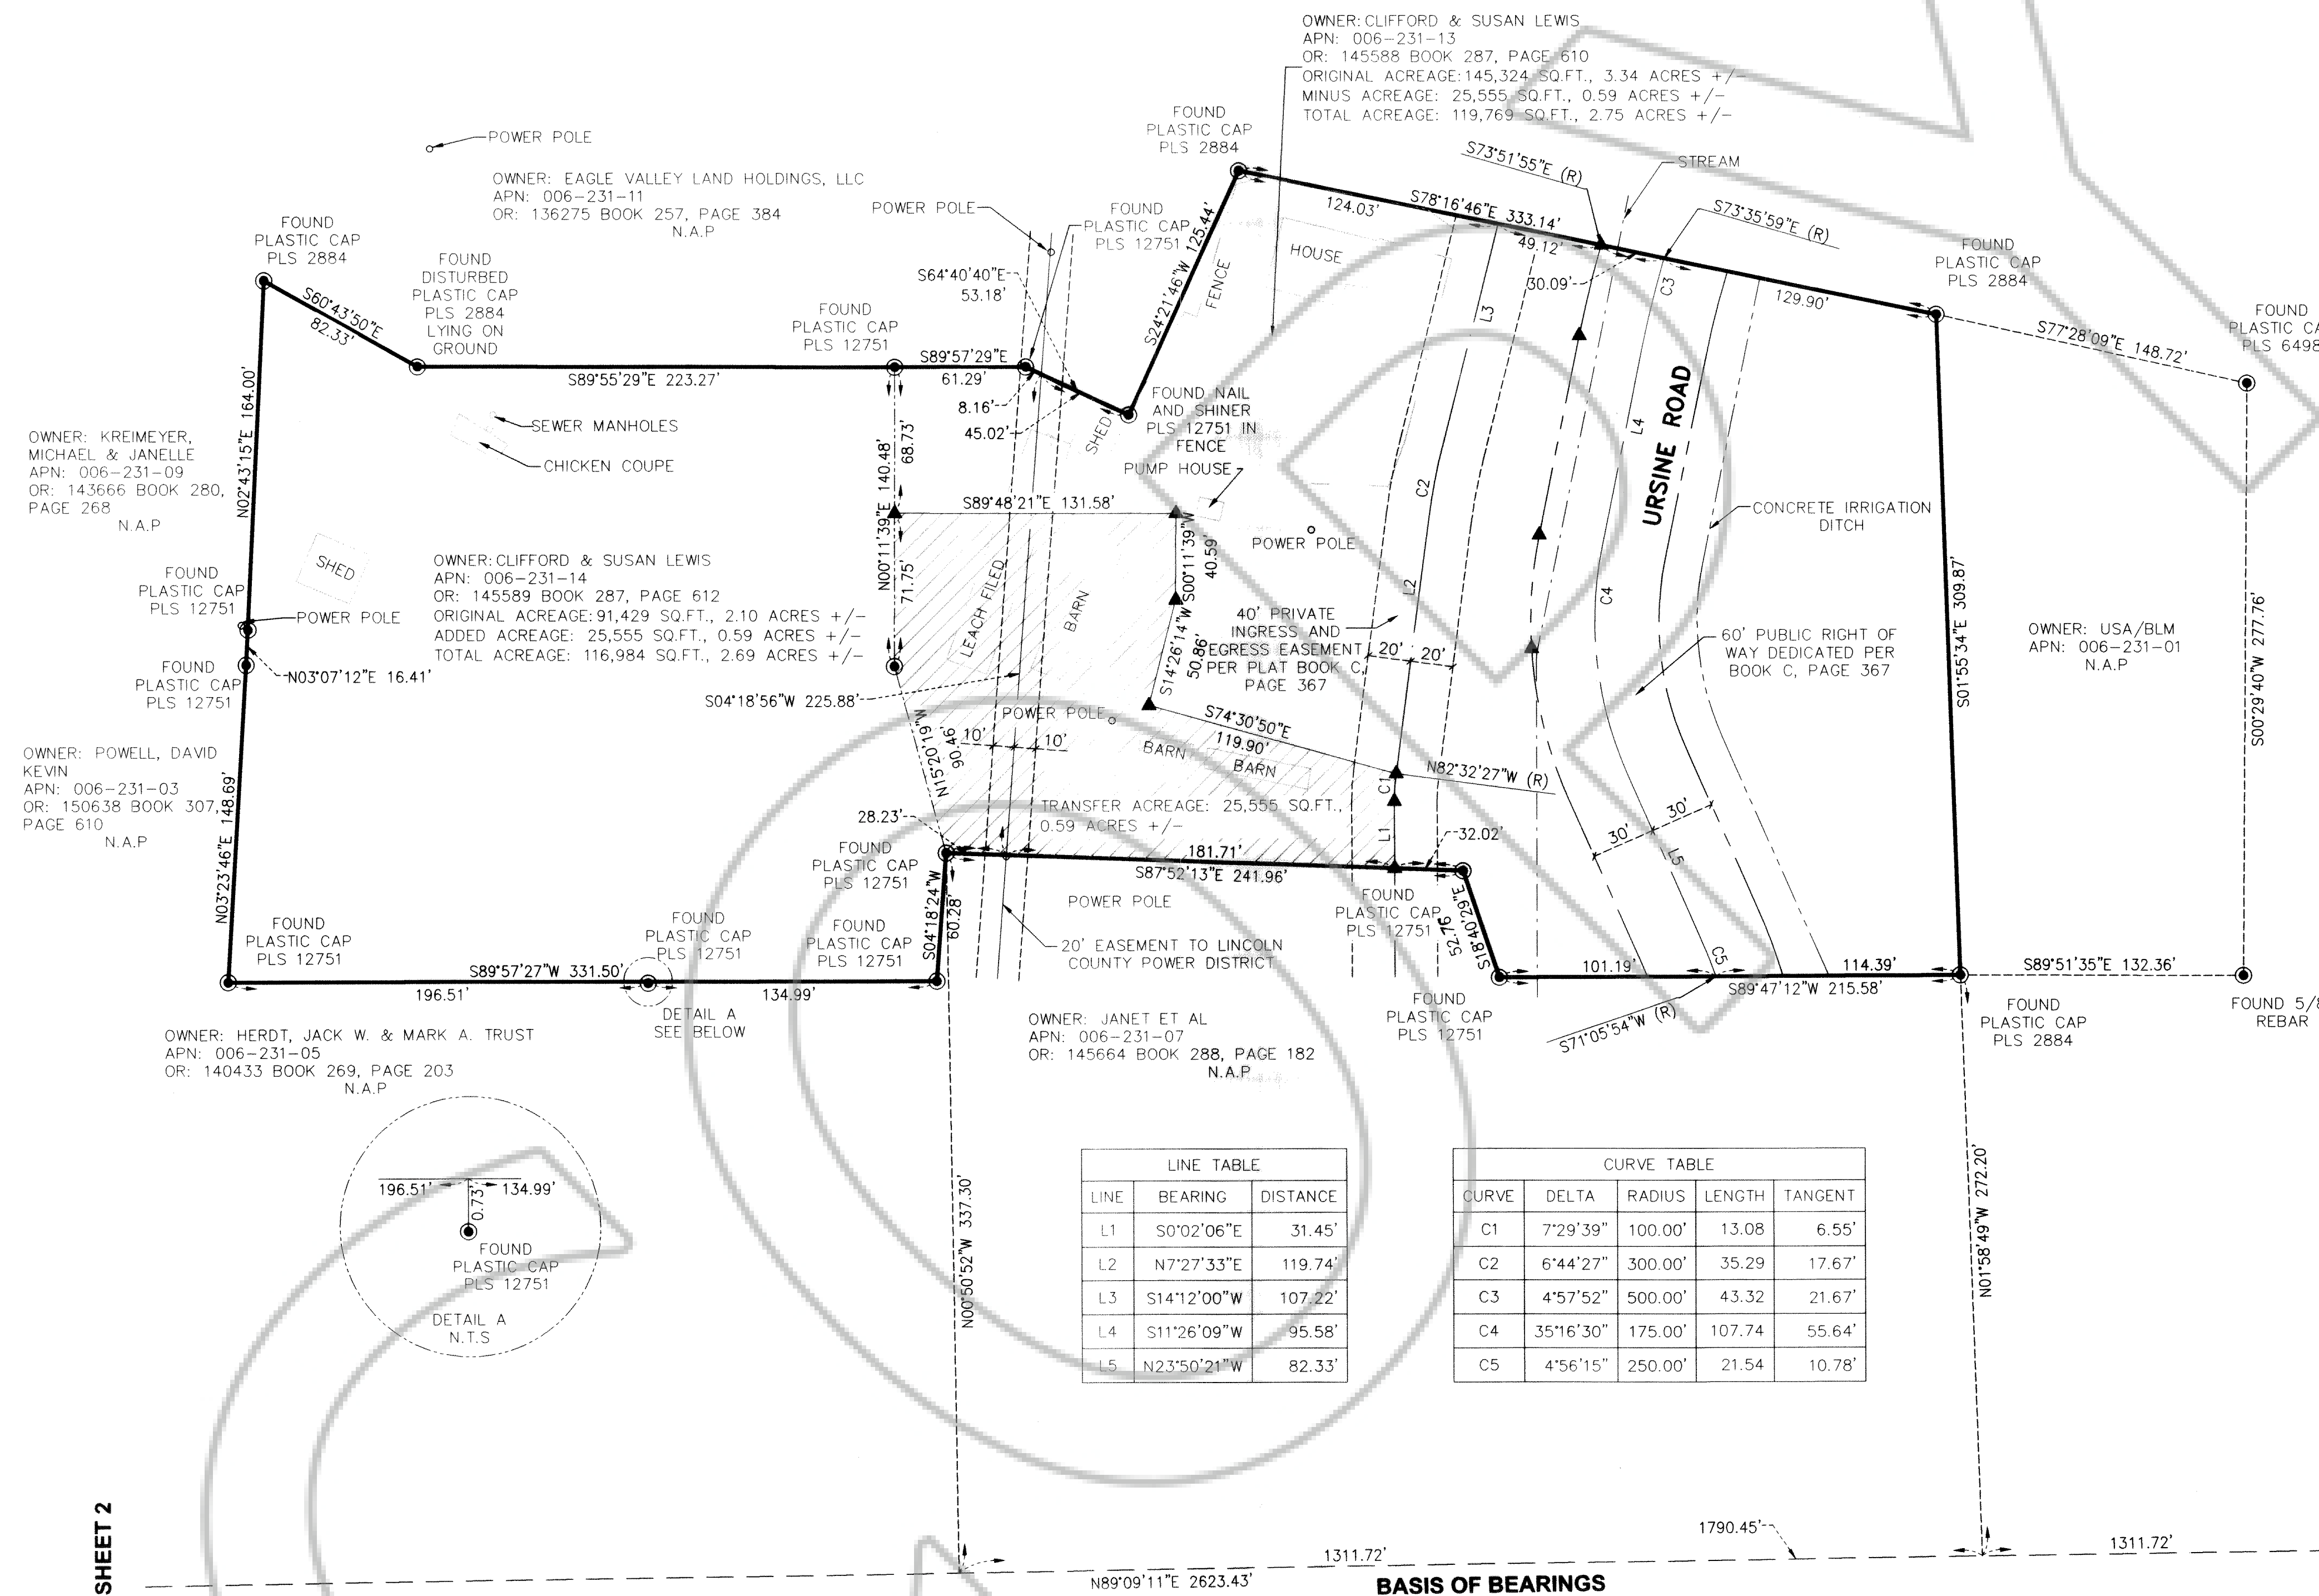 OWNER: CLIFFORD & SUSAN LEWIS
APN: 006-231-13
OR: 145588 BOOK 287, PAGE 610
ORIGINAL ACREAGE: 145,324 SQ.FT., 3.34 ACRES +/-
MINUS ACREAGE: 25,555 SQ.FT., 0.59 ACRES +/-
TOTAL ACREAGE: 119,769 SQ.FT., 2.75 ACRES +/-
FOUND
PLASTIC CAP
PLS 2884
POWER POLE
OWNER: EAGLE VALLEY LAND HOLDINGS, LLC
APN: 006-231-11
OR: 136275 BOOK 257, PAGE 384
N.A.P
S73°51'55"E (R)
STREAM
S78°16'46"E 333.14'
124.03'
49.12'
30.09'
S73°35'59"E (R)
129.90'
FOUND
PLASTIC CAP
PLS 2884
S77°28'09"E 148.72'
FOUND
PLASTIC CA
PLS 6498
FOUND
PLASTIC CAP
PLS 2884
S60°43'50"E
82.33'
FOUND
DISTURBED
PLASTIC CAP
PLS 2884
LYING ON
GROUND
POWER POLE
FOUND
PLASTIC CAP
PLS 12751
S64°40'40"E
53.18'
S24°21'46"W 125.44'
FENCE
HOUSE
FOUND
PLASTIC CAP
PLS 12751
S89°55'29"E 223.27'
S89°57'29"E
61.29'
8.16'
45.02'
FOUND NAIL
AND SHINER
PLS 12751 IN
FENCE
SHED
PUMP HOUSE
SEWER MANHOLES
CHICKEN COUPE
N02°43'15"E 164.00'
OWNER: KREIMEYER,
MICHAEL & JANELLE
APN: 006-231-09
OR: 143666 BOOK 280,
PAGE 268
N.A.P
SHED
FOUND
PLASTIC CAP
PLS 12751
POWER POLE
FOUND
PLASTIC CAP
PLS 12751
N03°07'12"E 16.41'
OWNER: CLIFFORD & SUSAN LEWIS
APN: 006-231-14
OR: 145589 BOOK 287, PAGE 612
ORIGINAL ACREAGE: 91,429 SQ.FT., 2.10 ACRES +/-
ADDED ACREAGE: 25,555 SQ.FT., 0.59 ACRES +/-
TOTAL ACREAGE: 116,984 SQ.FT., 2.69 ACRES +/-
N00°11'39"E 140.48'
68.73'
71.75'
S89°48'21"E 131.58'
S00°11'39"W
40.59'
S14°26'14"W
50.86'
LEACH FILED
BARN
POWER POLE
40' PRIVATE
INGRESS AND
EGRESS EASEMENT
PER PLAT BOOK C,
PAGE 367
20'
20'
L3
C2
L2
C3
L4
C4
L5
C5
URSINE ROAD
CONCRETE IRRIGATION
DITCH
60' PUBLIC RIGHT OF
WAY DEDICATED PER
BOOK C, PAGE 367
S01°55'34"E 309.87'
OWNER: USA/BLM
APN: 006-231-01
N.A.P
S00°29'40"W 277.76'
OWNER: POWELL, DAVID
KEVIN
APN: 006-231-03
OR: 150638 BOOK 307,
PAGE 610
N.A.P
N03°23'46"E 148.69'
S04°18'56"W 225.88'
N15°20'19"W
90.46'
10'
10'
POWER POLE
BARN
BARN
S74°30'50"E
119.90'
C1
L1
N82°32'27"W (R)
30'
30'
TRANSFER ACREAGE: 25,555 SQ.FT.,
0.59 ACRES +/-
28.23'
32.02'
181.71'
S87°52'13"E 241.96'
FOUND
PLASTIC CAP
PLS 12751
S04°18'24"W
60.28'
POWER POLE
FOUND
PLASTIC CAP
PLS 12751
S18°40'29"E
52.76
FOUND
PLASTIC CAP
PLS 12751
FOUND
PLASTIC CAP
PLS 12751
FOUND
PLASTIC CAP
PLS 12751
20' EASEMENT TO LINCOLN
COUNTY POWER DISTRICT
S89°57'27"W 331.50'
196.51'
134.99'
DETAIL A
SEE BELOW
FOUND
PLASTIC CAP
PLS 12751
101.19'
114.39'
S89°47'12"W 215.58'
S71°05'54"W (R)
S89°51'35"E 132.36'
FOUND
PLASTIC CAP
PLS 2884
FOUND 5/8
REBAR
OWNER: HERDT, JACK W. & MARK A. TRUST
APN: 006-231-05
OR: 140433 BOOK 269, PAGE 203
N.A.P
OWNER: JANET ET AL
APN: 006-231-07
OR: 145664 BOOK 288, PAGE 182
N.A.P
196.51'
134.99'
0.73'
FOUND
PLASTIC CAP
PLS 12751
DETAIL A
N.T.S
LINE TABLE
LINE BEARING DISTANCE
L1 S0°02'06"E 31.45'
L2 N7°27'33"E 119.74'
L3 S14°12'00"W 107.22'
L4 S11°26'09"W 95.58'
L5 N23°50'21"W 82.33'
CURVE TABLE
CURVE DELTA RADIUS LENGTH TANGENT
C1 7°29'39" 100.00' 13.08 6.55'
C2 6°44'27" 300.00' 35.29 17.67'
C3 4°57'52" 500.00' 43.32 21.67'
C4 35°16'30" 175.00' 107.74 55.64'
C5 4°56'15" 250.00' 21.54 10.78'
N00°50'52"W 337.30'
N01°58'49"W 272.20'
SHEET 2
1790.45'
1311.72'
1311.72'
N89°09'11"E 2623.43'
BASIS OF BEARINGS